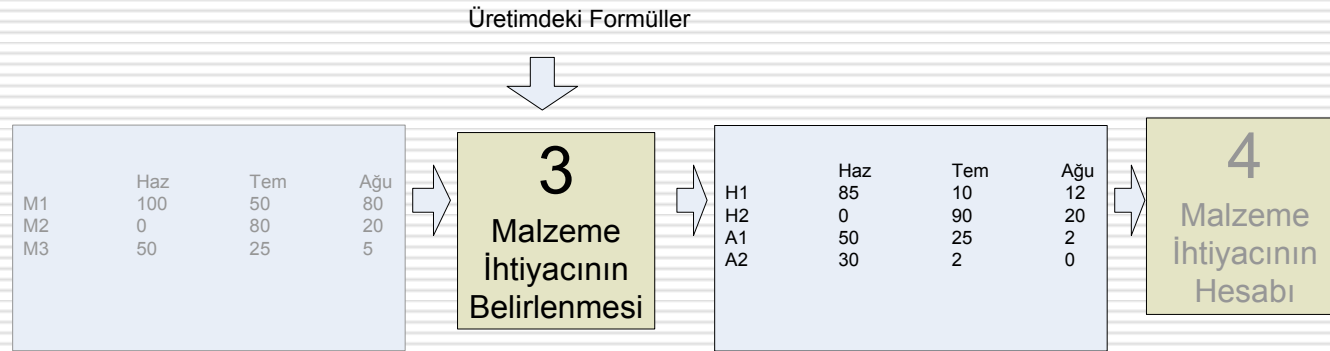 Üretimdeki Formüller
Haz Tem Ağu
M1 100 50 80
M2 0 80 20
M3 50 25 5
3
Malzeme
İhtiyacının
Belirlenmesi
Haz Tem Ağu
H1 85 10 12
H2 0 90 20
A1 50 25 2
A2 30 2 0
4
Malzeme
İhtiyacının
Hesabı